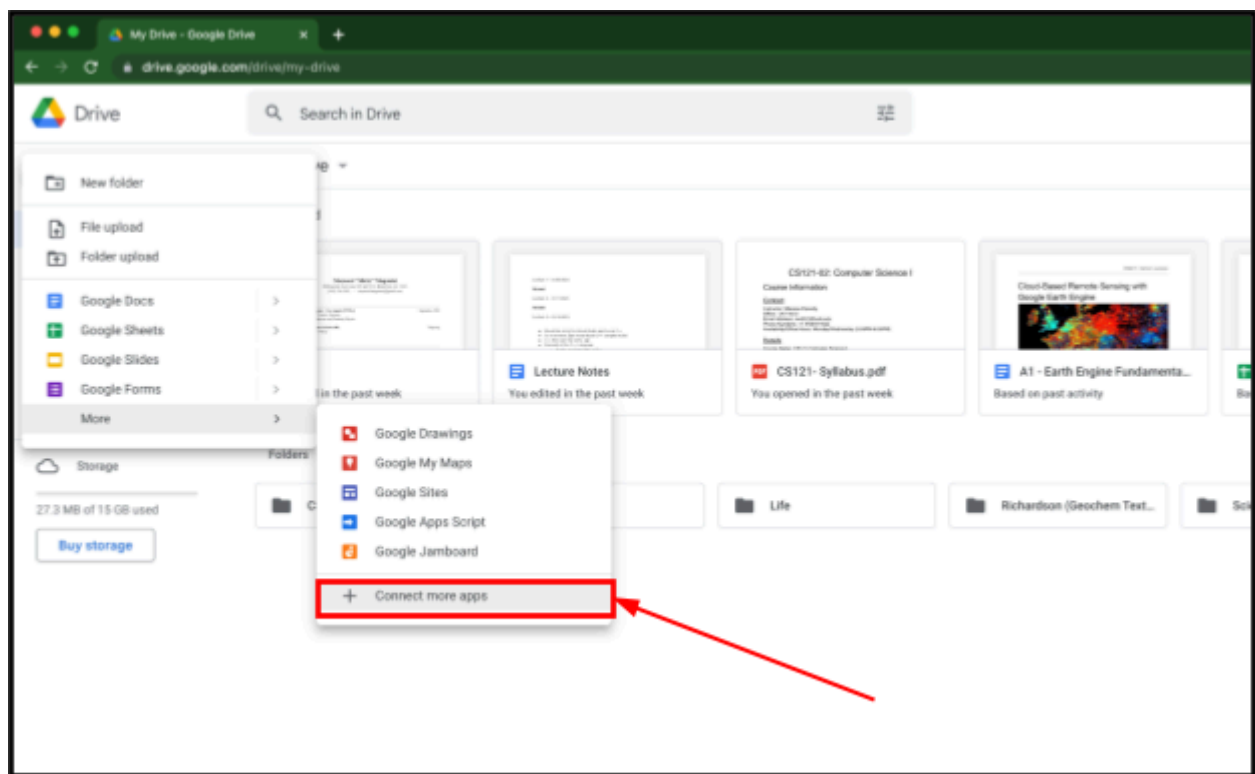 My Drive - Google Drive
drive.google.com/drive/my-drive
Drive
Search in Drive
New folder
File upload
Folder upload
Google Docs
Google Sheets
Google Slides
Google Forms
More
Storage
27.3 MB of 15 GB used
Buy storage
in the past week
Lecture Notes
You edited in the past week
CS121-02: Computer Science I
Course Information
CS121- Syllabus.pdf
You opened in the past week
Cloud-Based Remote Sensing with
Google Earth Engine
A1 - Earth Engine Fundamenta...
Based on past activity
Folders
Life
Richardson (Geochem Text...
Google Drawings
Google My Maps
Google Sites
Google Apps Script
Google Jamboard
Connect more apps